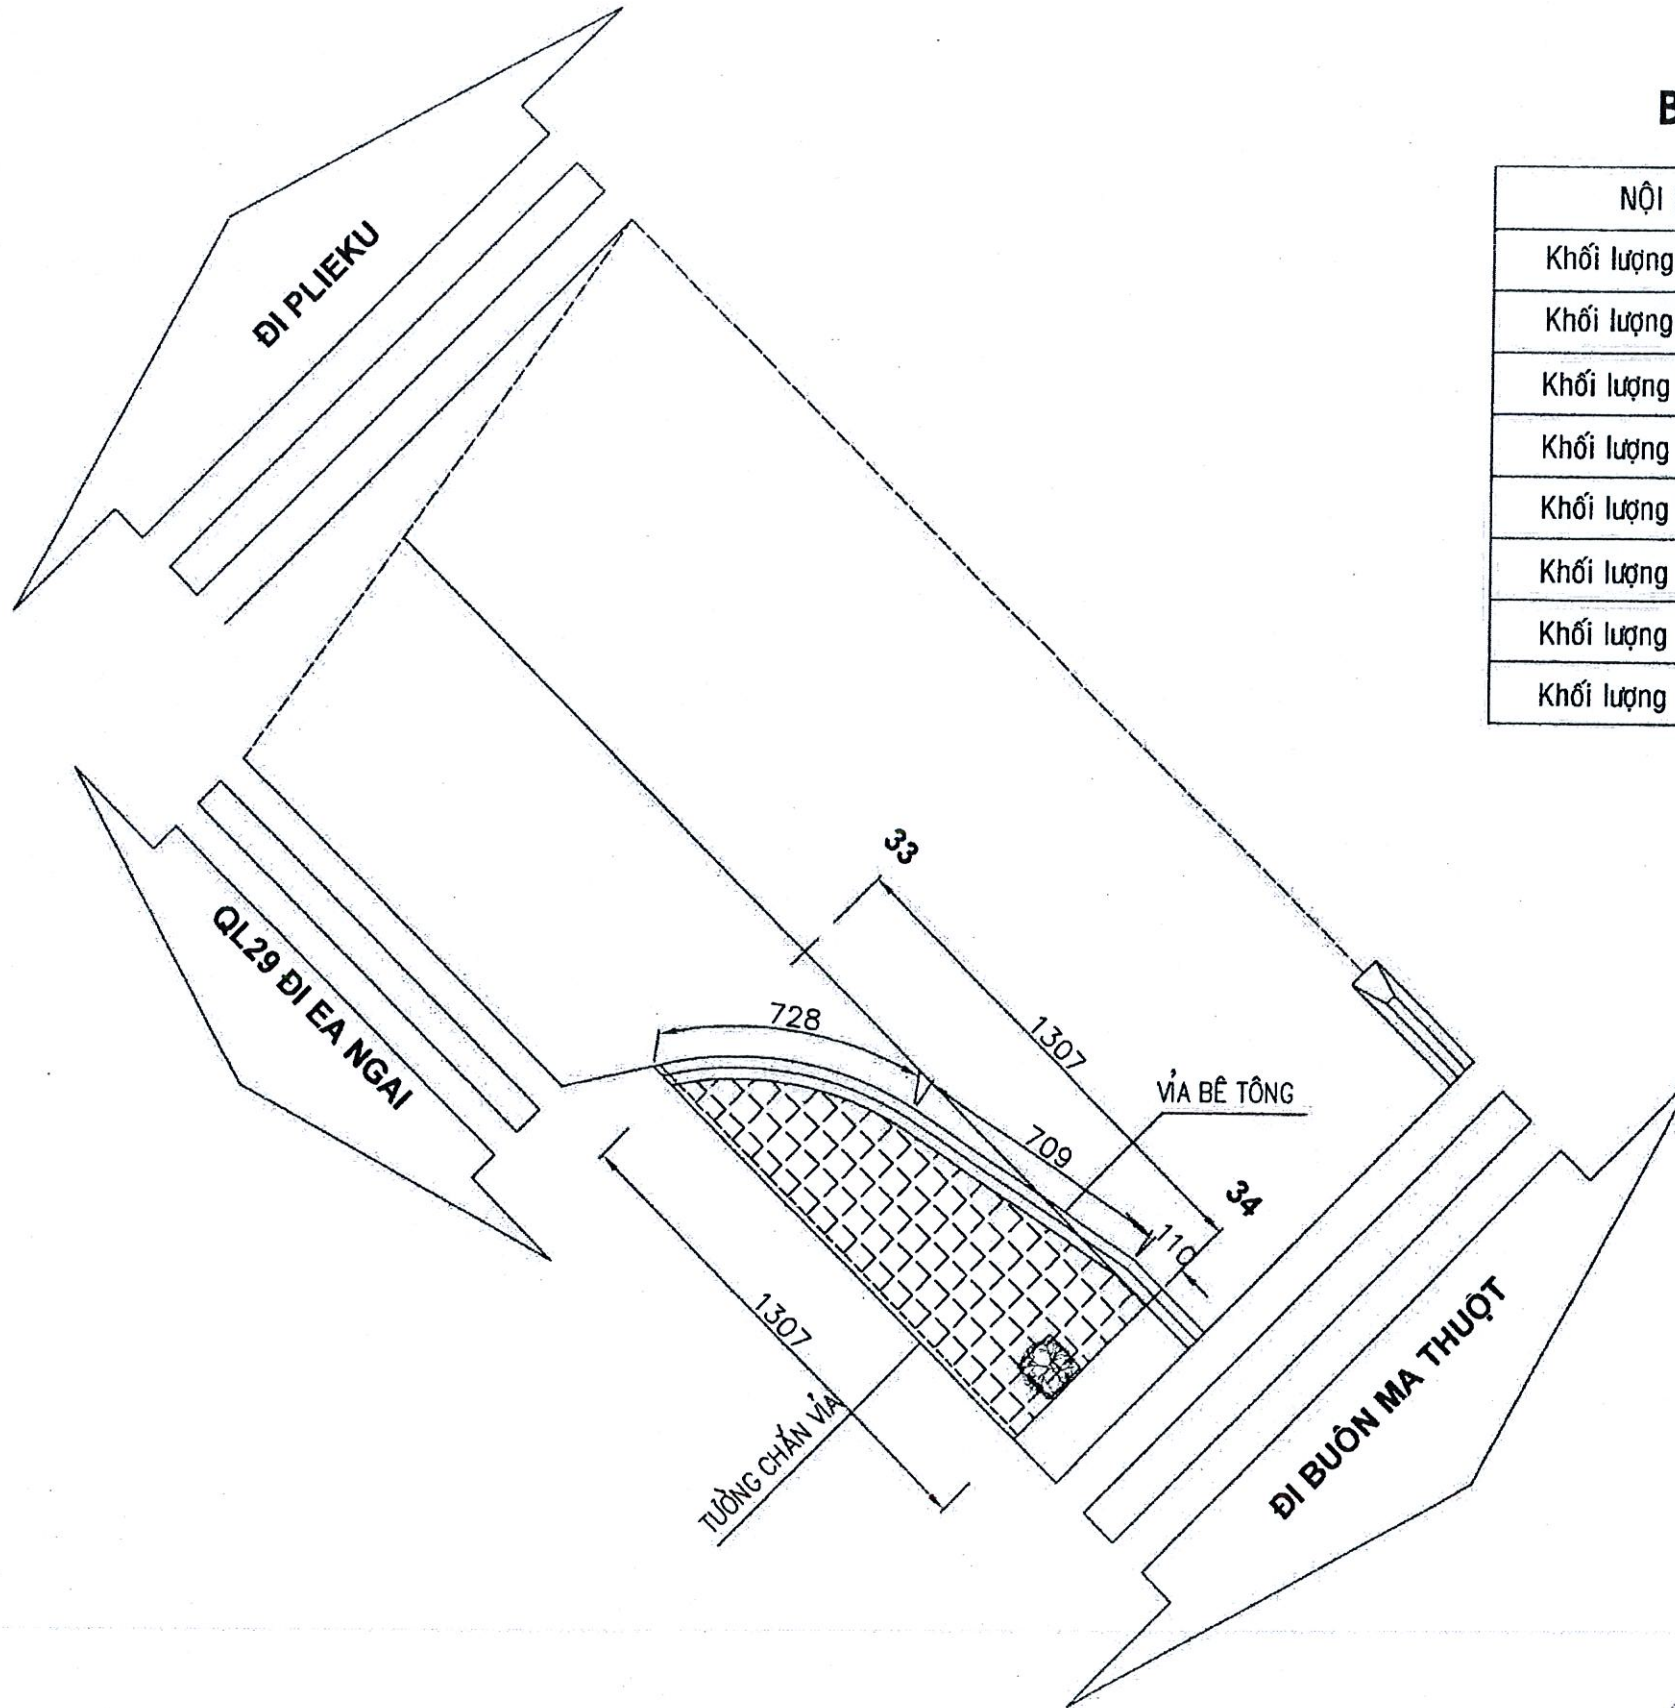 B
NỘI
Khối lượng
Khối lượng
Khối lượng
Khối lượng
Khối lượng
Khối lượng
Khối lượng
Khối lượng
ĐI PLIEKU
QL29 ĐI EA NGAI
33
728
1307
VỈA BÊ TÔNG
709
34
110
1307
TƯỜNG CHẮN VỈA
ĐI BUÔN MA THUỘT